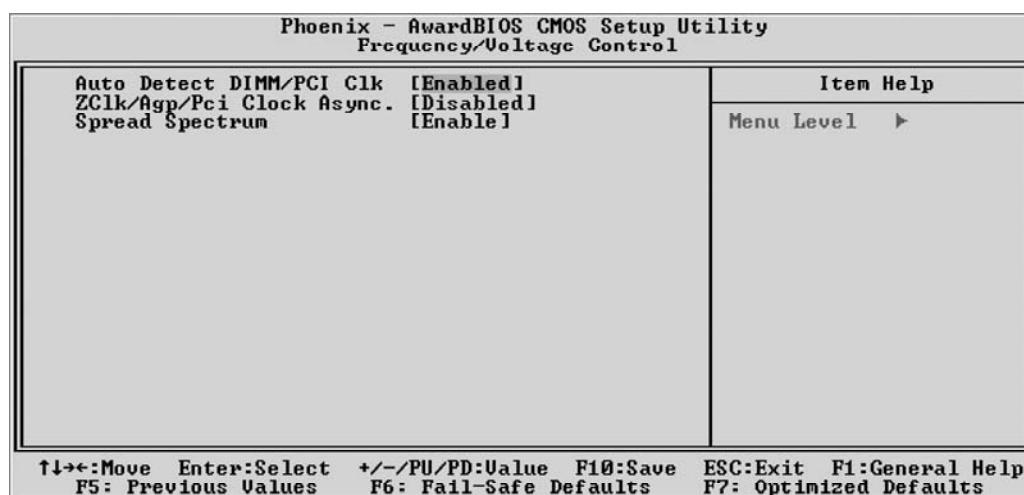 Phoenix - AwardBIOS CMOS Setup Utility
Frequency/Voltage Control
Auto Detect DIMM/PCI Clk [Enabled]
ZClk/Agp/Pci Clock Async. [Disabled]
Spread Spectrum [Enable]
Item Help
Menu Level ▶
↑↓→←:Move Enter:Select +/-/PU/PD:Value F10:Save ESC:Exit F1:General Help
F5: Previous Values F6: Fail-Safe Defaults F7: Optimized Defaults